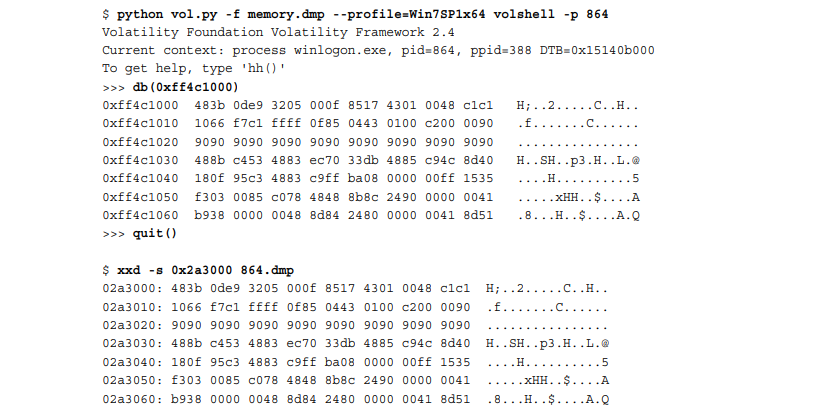 $ python vol.py -f memory.dmp --profile=Win7SP1x64 volshell -p 864
Volatility Foundation Volatility Framework 2.4
Current context: process winlogon.exe, pid=864, ppid=388 DTB=0x15140b000
To get help, type 'hh()'
>>> db(0xff4c1000)
0xff4c1000  483b 0de9 3205 000f 8517 4301 0048 c1c1   H;..2.....C..H..
0xff4c1010  1066 f7c1 ffff 0f85 0443 0100 c200 0090   .f.......C......
0xff4c1020  9090 9090 9090 9090 9090 9090 9090 9090   ................
0xff4c1030  488b c453 4883 ec70 33db 4885 c94c 8d40   H..SH..p3.H..L.@
0xff4c1040  180f 95c3 4883 c9ff ba08 0000 00ff 1535   ....H..........5
0xff4c1050  f303 0085 c078 4848 8b8c 2490 0000 0041   .....xHH..$....A
0xff4c1060  b938 0000 0048 8d84 2480 0000 0041 8d51   .8...H..$....A.Q
>>> quit()
$ xxd -s 0x2a3000 864.dmp
02a3000: 483b 0de9 3205 000f 8517 4301 0048 c1c1  H;..2.....C..H..
02a3010: 1066 f7c1 ffff 0f85 0443 0100 c200 0090  .f.......C......
02a3020: 9090 9090 9090 9090 9090 9090 9090 9090  ................
02a3030: 488b c453 4883 ec70 33db 4885 c94c 8d40  H..SH..p3.H..L.@
02a3040: 180f 95c3 4883 c9ff ba08 0000 00ff 1535  ....H..........5
02a3050: f303 0085 c078 4848 8b8c 2490 0000 0041  .....xHH..$....A
02a3060: b938 0000 0048 8d84 2480 0000 0041 8d51  .8...H..$....A.Q